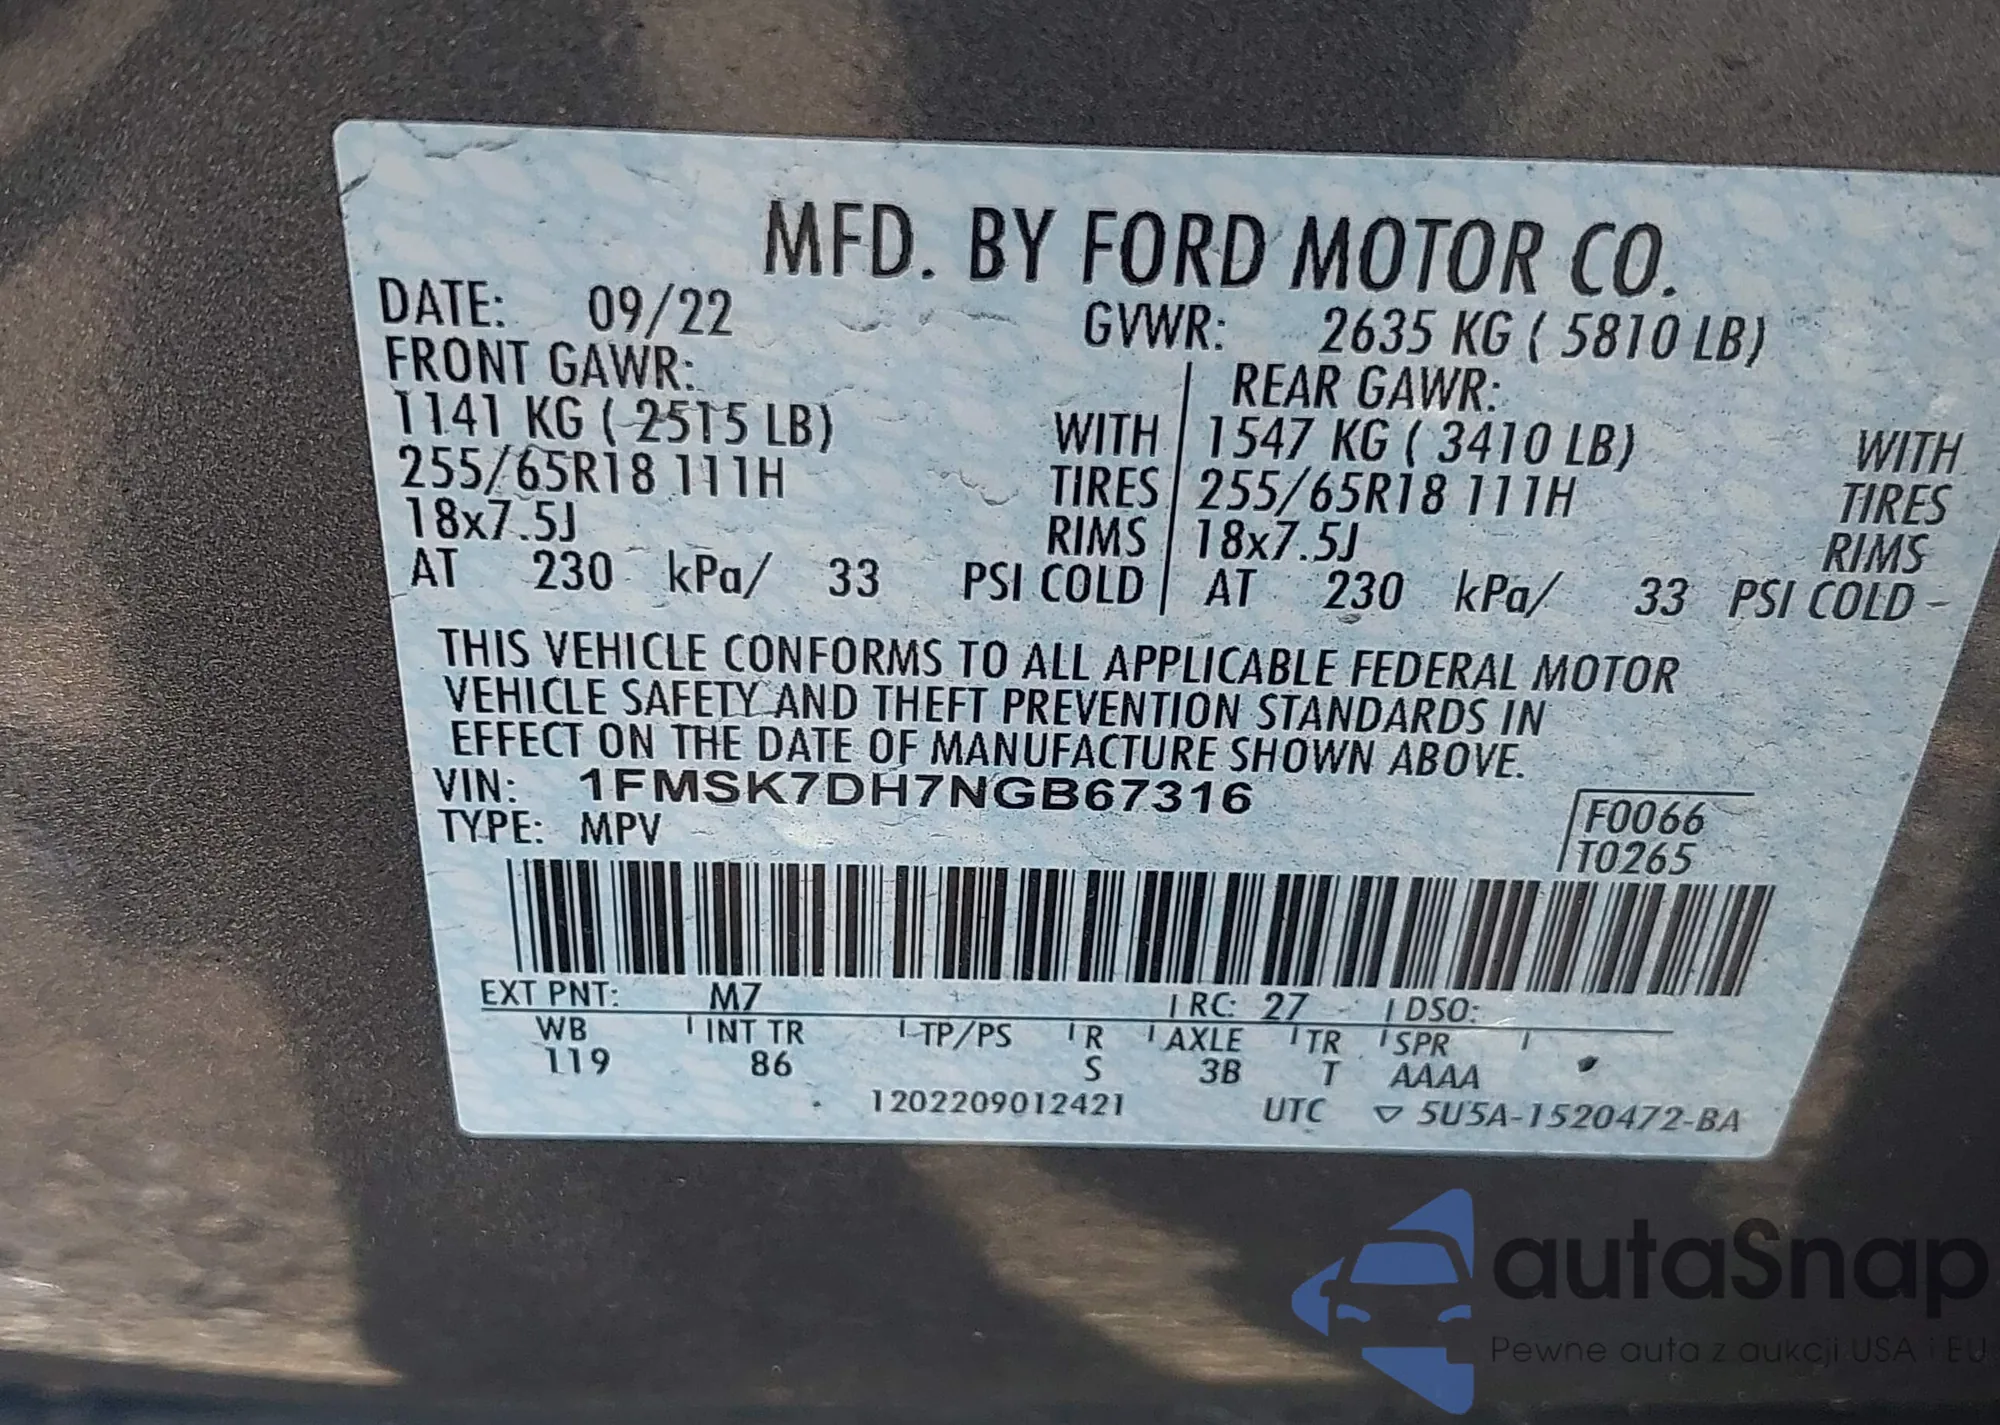 MFD. BY FORD MOTOR CO.
DATE: 09/22 GVWR: 2635 KG ( 5810 LB)
FRONT GAWR: REAR GAWR:
1141 KG ( 2515 LB) WITH 1547 KG ( 3410 LB) WITH
255/65R18 111H TIRES 255/65R18 111H TIRES
18x7.5J RIMS 18x7.5J RIMS
AT 230 kPa/ 33 PSI COLD AT 230 kPa/ 33 PSI COLD
THIS VEHICLE CONFORMS TO ALL APPLICABLE FEDERAL MOTOR
VEHICLE SAFETY AND THEFT PREVENTION STANDARDS IN
EFFECT ON THE DATE OF MANUFACTURE SHOWN ABOVE.
VIN: 1FMSK7DH7NGB67316
TYPE: MPV
F0066
T0265
EXT PNT: M7 RC: 27 DSO:
WB INT TR TP/PS R AXLE TR SPR
119 86 S 3B T AAAA
1202209012421 UTC ▽ 5U5A-1520472-BA
autaSnap
Pewne auta z aukcji USA i EU